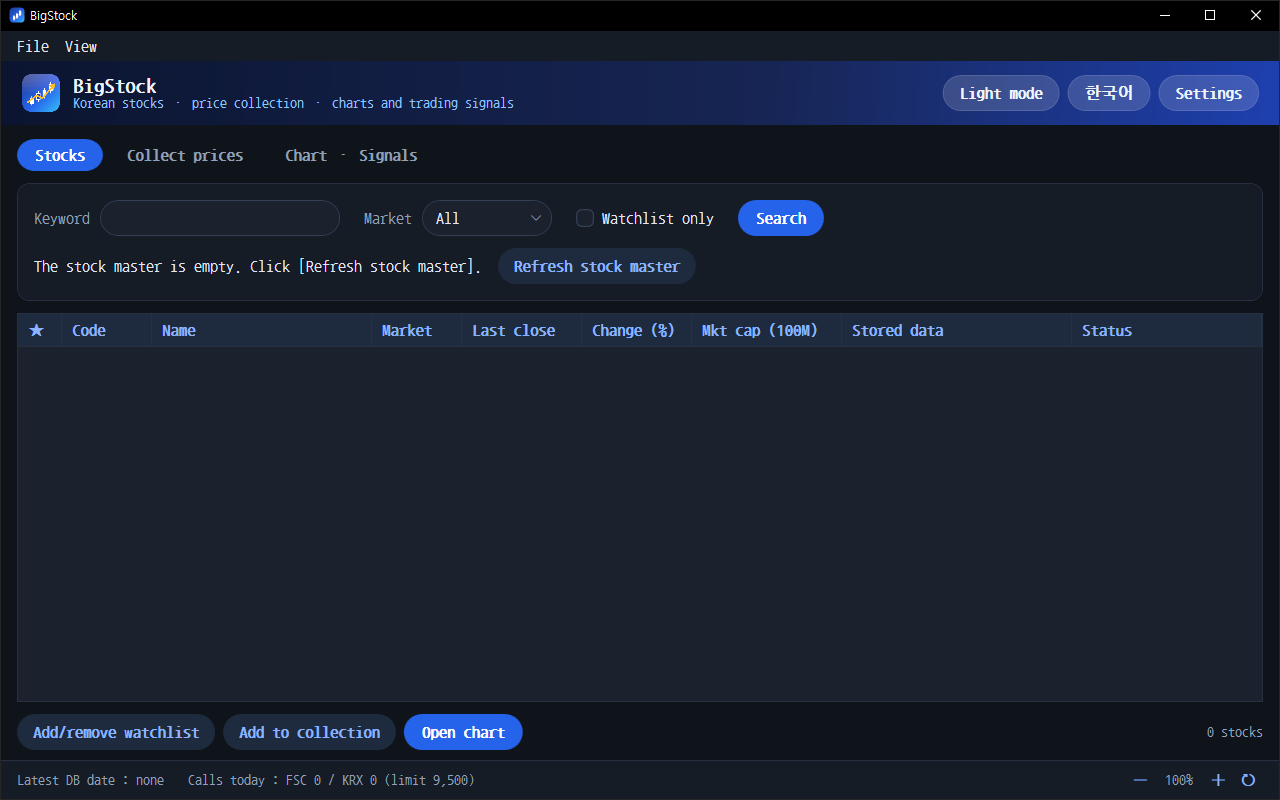 BigStock
File View
BigStock
Korean stocks · price collection · charts and trading signals
Light mode 한국어 Settings
Stocks Collect prices Chart · Signals
Keyword Market All Watchlist only Search
The stock master is empty. Click [Refresh stock master]. Refresh stock master
★ Code Name Market Last close Change (%) Mkt cap (100M) Stored data Status
Add/remove watchlist Add to collection Open chart 0 stocks
Latest DB date : none Calls today : FSC 0 / KRX 0 (limit 9,500) — 100% +